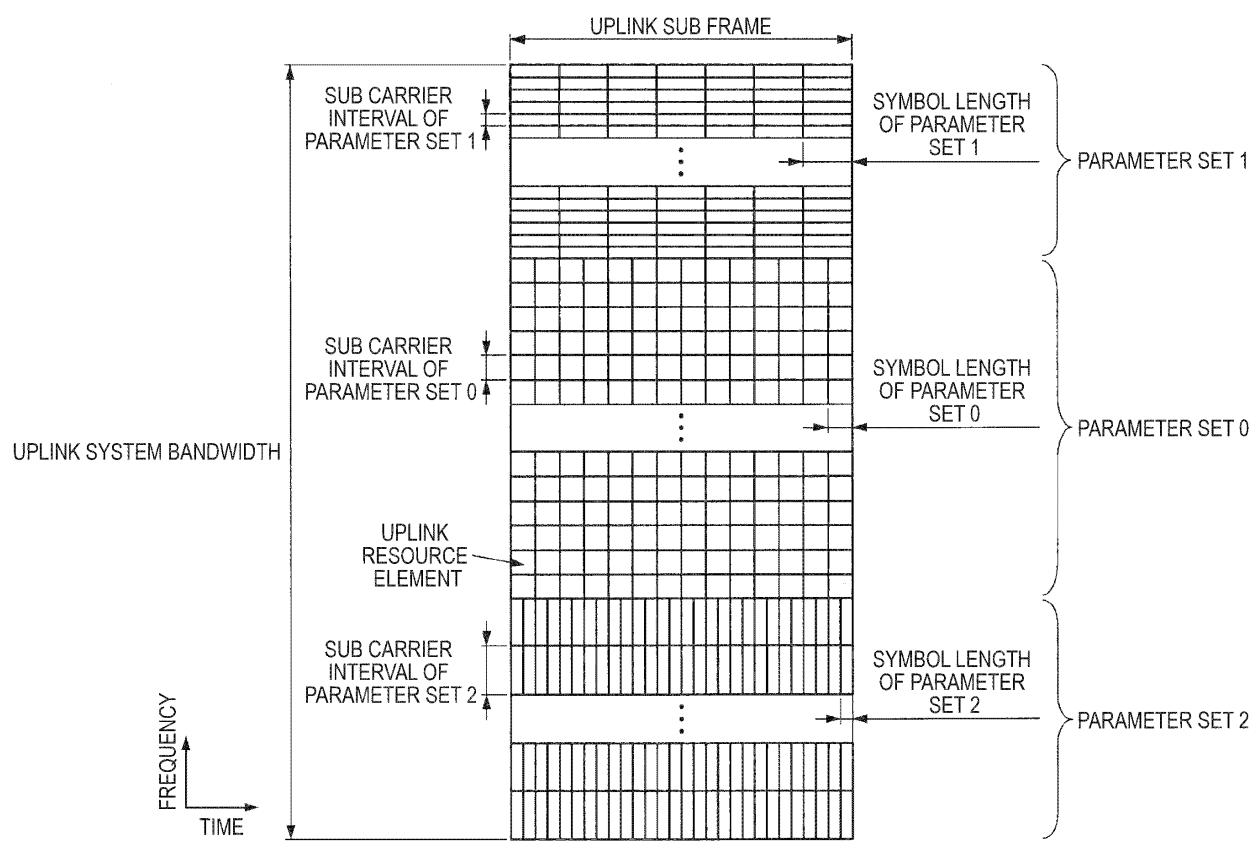 UPLINK SUB FRAME
SUB CARRIER
INTERVAL OF
PARAMETER SET 1
SYMBOL LENGTH
OF PARAMETER
SET 1
PARAMETER SET 1
SUB CARRIER
INTERVAL OF
PARAMETER SET 0
SYMBOL LENGTH
OF PARAMETER
SET 0
PARAMETER SET 0
UPLINK SYSTEM BANDWIDTH
UPLINK
RESOURCE
ELEMENT
SUB CARRIER
INTERVAL OF
PARAMETER SET 2
SYMBOL LENGTH
OF PARAMETER
SET 2
PARAMETER SET 2
FREQUENCY
TIME